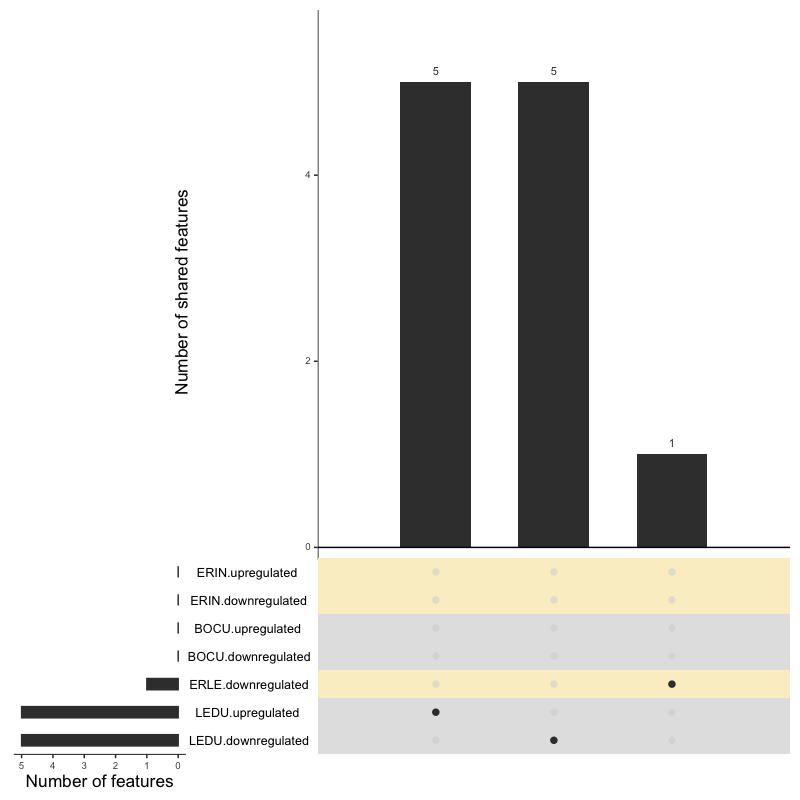 5 5
1
Number of shared features
4
2
0
ERIN.upregulated
ERIN.downregulated
BOCU.upregulated
BOCU.downregulated
ERLE.downregulated
LEDU.upregulated
LEDU.downregulated
5 4 3 2 1 0
Number of features